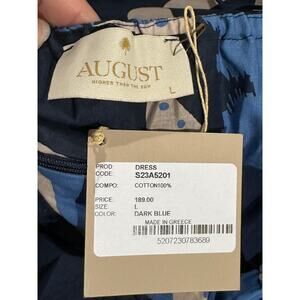 AUGUST
HIGHER THAN THE SUN
L
PROD: DRESS
CODE: S23A5201
COMPO: COTTON100%
PRICE: 189.00
SIZE: L
COLOR: DARK BLUE
MADE IN GREECE
5207230783689